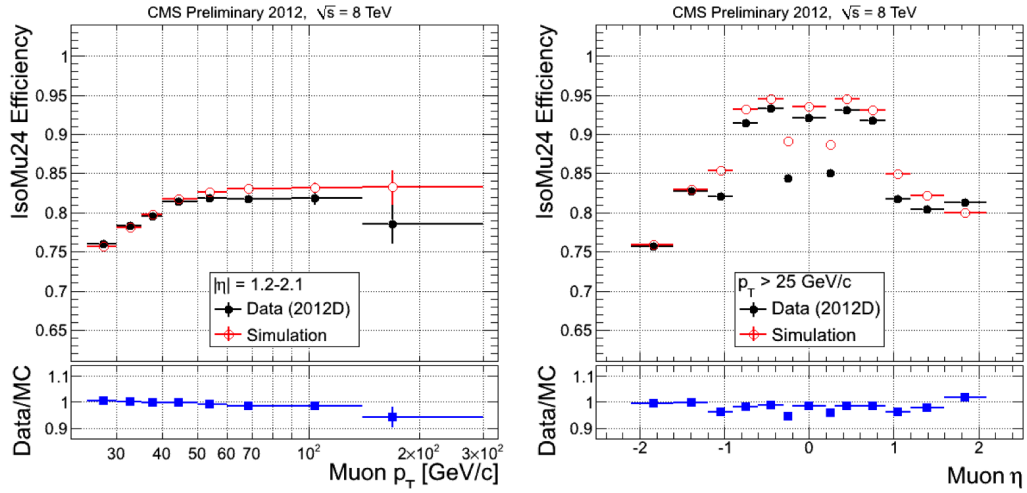 CMS Preliminary 2012, √s = 8 TeV
IsoMu24 Efficiency
1
0.95
0.9
0.85
0.8
0.75
0.7
0.65
|η| = 1.2-2.1
Data (2012D)
Simulation
Data/MC
1.1
1
0.9
30 40 50 60 70 10² 2×10² 3×10²
Muon p_T [GeV/c]
CMS Preliminary 2012, √s = 8 TeV
IsoMu24 Efficiency
1
0.95
0.9
0.85
0.8
0.75
0.7
0.65
p_T > 25 GeV/c
Data (2012D)
Simulation
Data/MC
1.1
1
0.9
-2 -1 0 1 2
Muon η